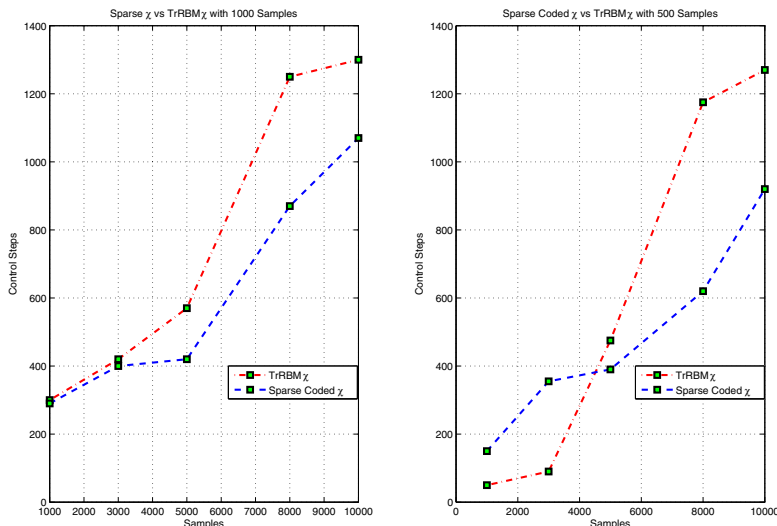 Sparse χ vs TrRBMχ with 1000 Samples
1400
1200
1000
800
600
400
200
0
Control Steps
TrRBMχ
Sparse Coded χ
1000 2000 3000 4000 5000 6000 7000 8000 9000 10000
Samples
Sparse Coded χ vs TrRBMχ with 500 Samples
1400
1200
1000
800
600
400
200
0
Control Steps
TrRBMχ
Sparse Coded χ
0 2000 4000 6000 8000 10000
Samples